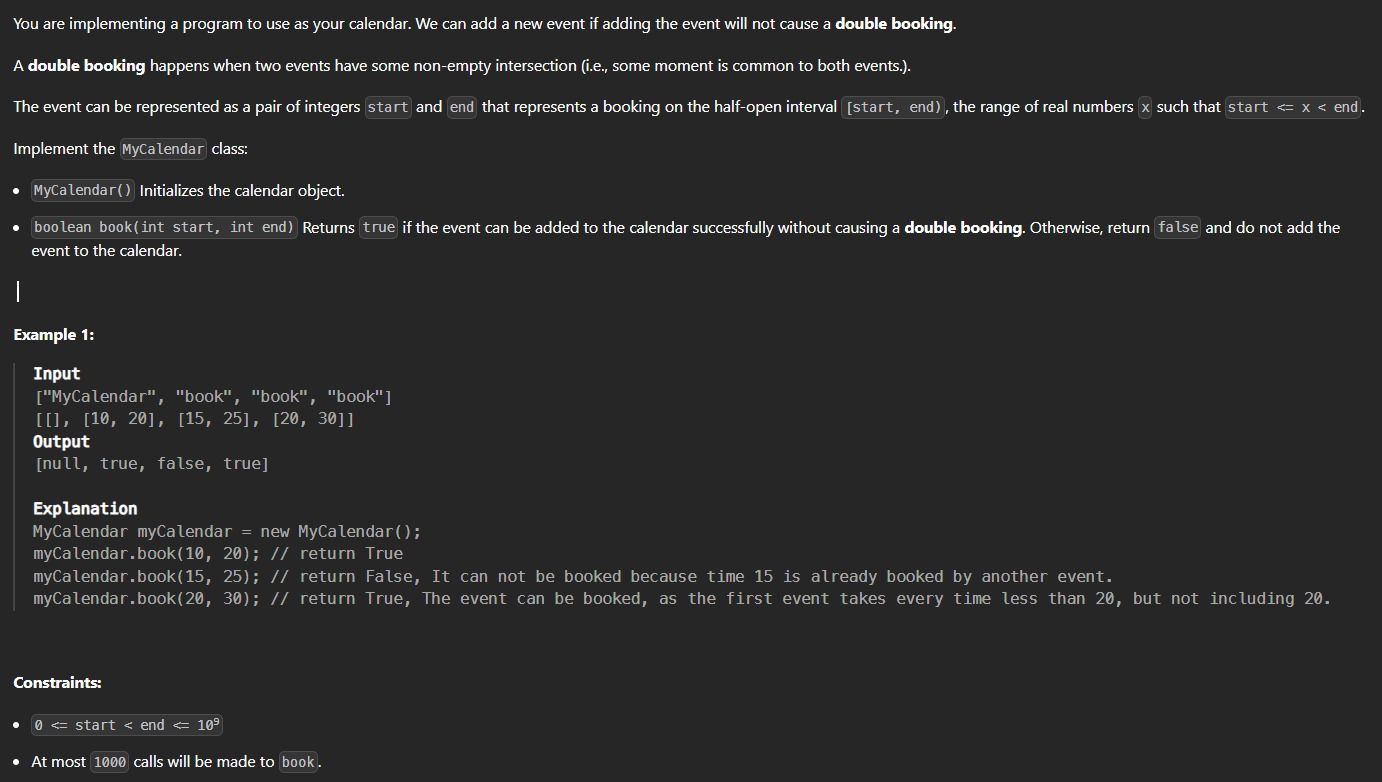 You are implementing a program to use as your calendar. We can add a new event if adding the event will not cause a double booking.
A double booking happens when two events have some non-empty intersection (i.e., some moment is common to both events.).
The event can be represented as a pair of integers start and end that represents a booking on the half-open interval [start, end), the range of real numbers x such that start <= x < end.
Implement the MyCalendar class:
• MyCalendar() Initializes the calendar object.
• boolean book(int start, int end) Returns true if the event can be added to the calendar successfully without causing a double booking. Otherwise, return false and do not add the
event to the calendar.
Example 1:
Input
["MyCalendar", "book", "book", "book"]
[[], [10, 20], [15, 25], [20, 30]]
Output
[null, true, false, true]
Explanation
MyCalendar myCalendar = new MyCalendar();
myCalendar.book(10, 20); // return True
myCalendar.book(15, 25); // return False, It can not be booked because time 15 is already booked by another event.
myCalendar.book(20, 30); // return True, The event can be booked, as the first event takes every time less than 20, but not including 20.
Constraints:
• 0 <= start < end <= 10⁹
• At most 1000 calls will be made to book.